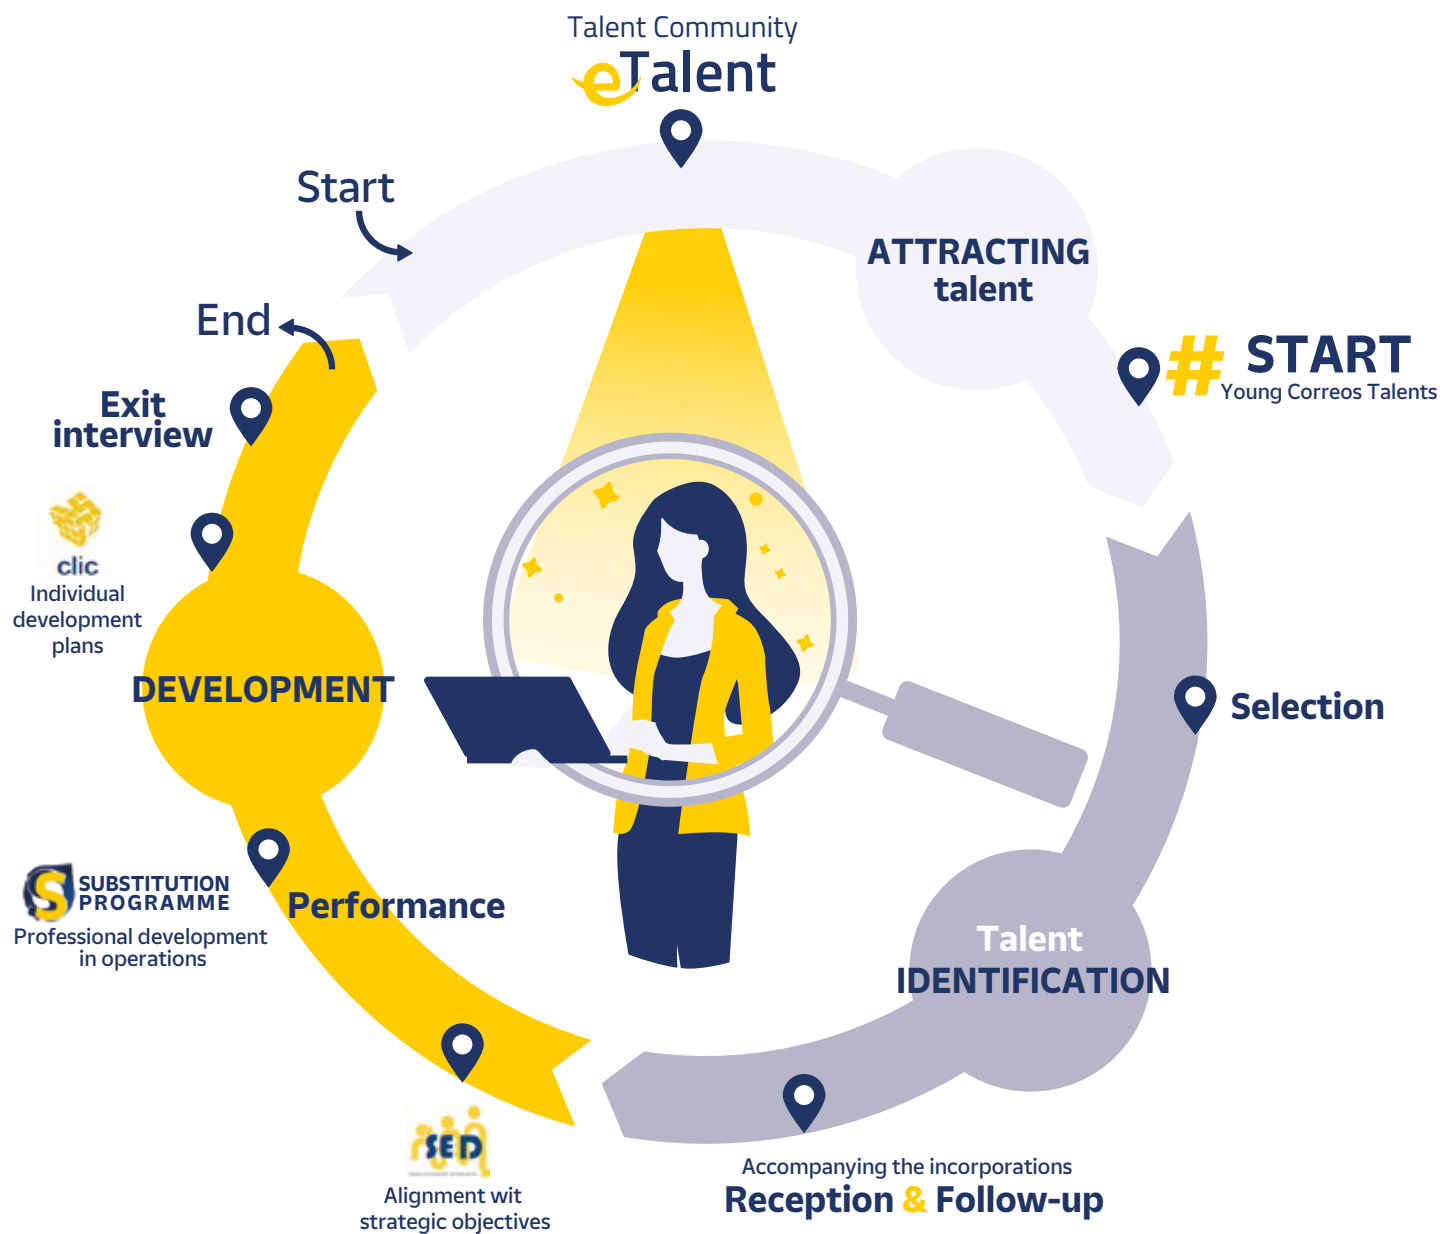 Talent Community
eTalent
Start
ATTRACTING
talent
# START
Young Correos Talents
Selection
Talent
IDENTIFICATION
Accompanying the incorporations
Reception & Follow-up
SED
Alignment wit
strategic objectives
Performance
SUBSTITUTION
PROGRAMME
Professional development
in operations
DEVELOPMENT
clic
Individual
development
plans
Exit
interview
End